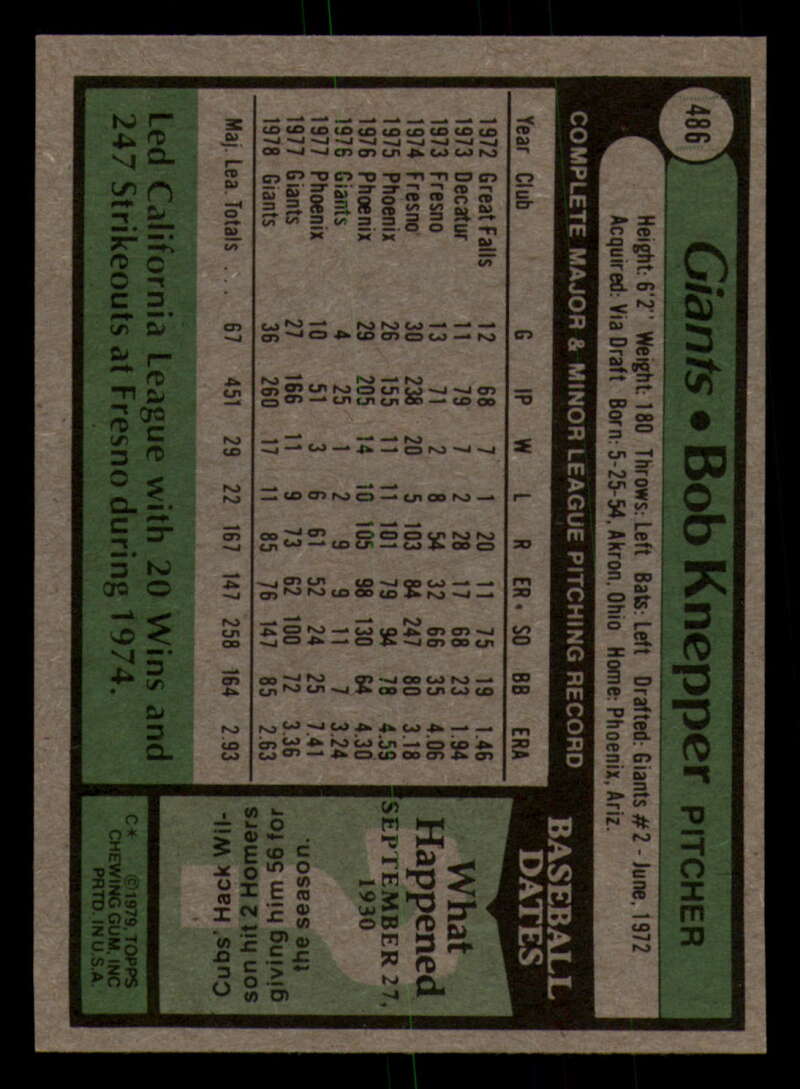 486
Giants • Bob Knepper PITCHER
Height: 6'2" Weight: 180 Throws: Left Bats: Left Drafted: Giants #2 - June, 1972
Acquired: Via Draft Born: 5-25-54, Akron, Ohio Home: Phoenix, Ariz.
COMPLETE MAJOR & MINOR LEAGUE PITCHING RECORD
Year Club G IP W L R ER • SO BB ERA
1972 Great Falls 12 68 7 1 20 11 75 19 1.46
1973 Decatur 11 79 7 2 28 17 68 23 1.94
1973 Fresno 13 71 2 8 54 32 66 35 4.06
1974 Fresno 30 238 20 5 103 84 247 80 3.18
1975 Phoenix 26 155 11 11 101 79 94 78 4.59
1976 Phoenix 29 205 14 10 105 98 130 64 4.30
1976 Giants 4 25 1 2 9 9 11 7 3.24
1977 Phoenix 10 51 3 6 61 52 24 25 7.41
1977 Giants 27 166 11 9 73 62 100 72 3.36
1978 Giants 36 260 17 11 85 76 147 85 2.63
Maj. Lea. Totals . . . 67 451 29 22 167 147 258 164 2.93
Led California League with 20 Wins and
247 Strikeouts at Fresno during 1974.
BASEBALL
DATES
What
Happened
SEPTEMBER 27,
1930
?
Cubs' Hack Wil-
son hit 2 Homers
giving him 56 for
the season.
C* ©1979, TOPPS
CHEWING GUM, INC
PRTD. IN U.S.A.